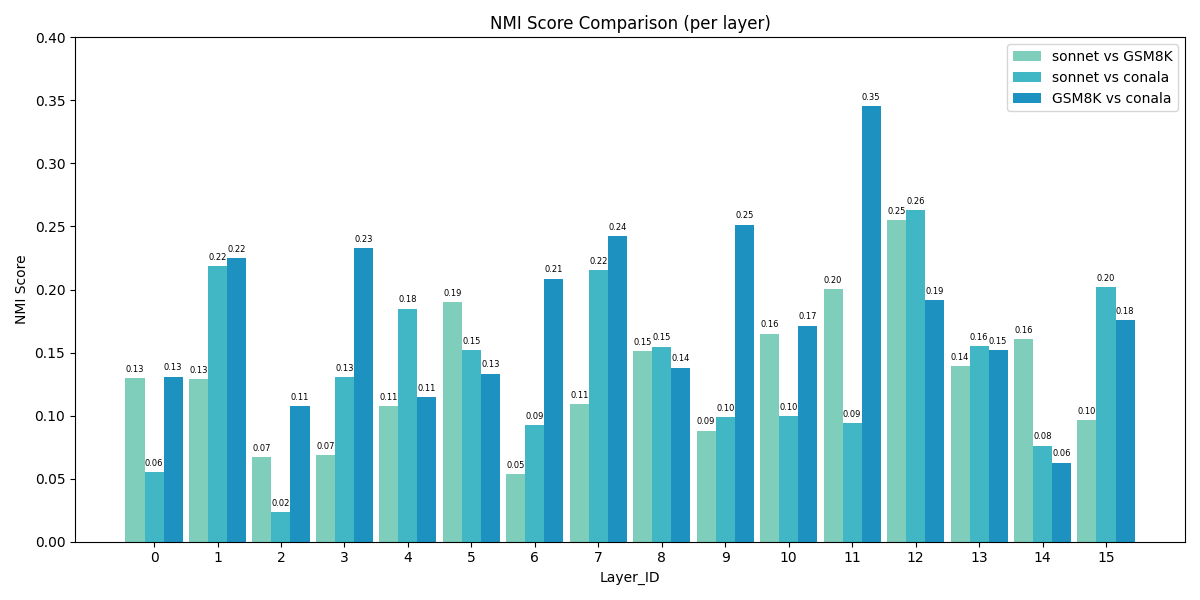 NMI Score Comparison (per layer)
sonnet vs GSM8K
sonnet vs conala
GSM8K vs conala
NMI Score
0.40
0.35
0.30
0.25
0.20
0.15
0.10
0.05
0.00
0.13 0.06 0.13
0.13 0.22 0.22
0.07 0.02 0.11
0.07 0.13 0.23
0.11 0.18 0.11
0.19 0.15 0.13
0.05 0.09 0.21
0.11 0.22 0.24
0.15 0.15 0.14
0.09 0.10 0.25
0.16 0.10 0.17
0.20 0.09 0.35
0.25 0.26 0.19
0.14 0.16 0.15
0.16 0.08 0.06
0.10 0.20 0.18
0 1 2 3 4 5 6 7 8 9 10 11 12 13 14 15
Layer_ID